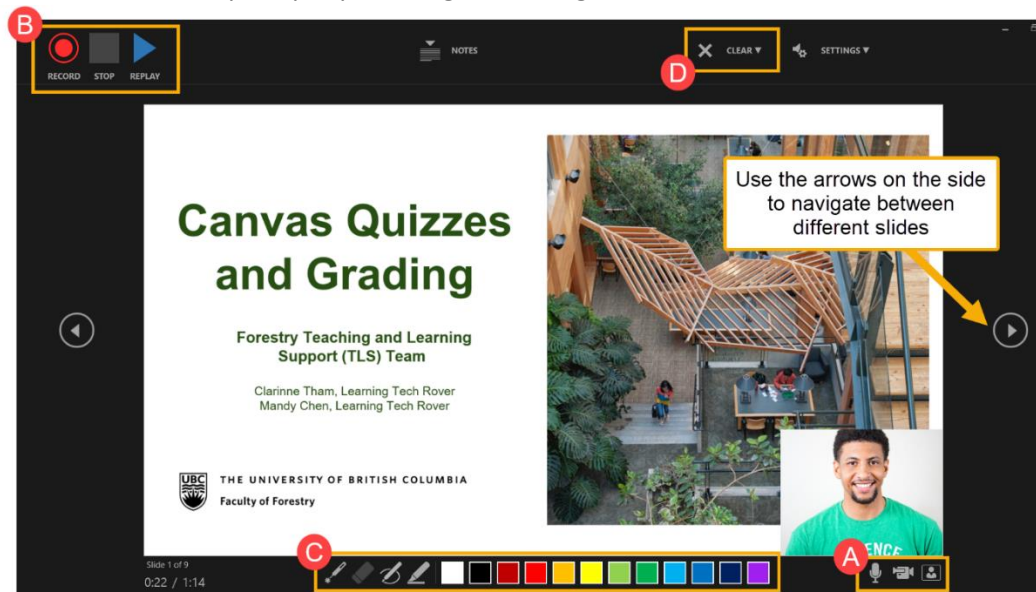 B
RECORD STOP REPLAY
NOTES
CLEAR ▼
D
SETTINGS ▼
Use the arrows on the side
to navigate between
different slides
Canvas Quizzes
and Grading
Forestry Teaching and Learning
Support (TLS) Team
Clarinne Tham, Learning Tech Rover
Mandy Chen, Learning Tech Rover
UBC
THE UNIVERSITY OF BRITISH COLUMBIA
Faculty of Forestry
Slide 1 of 9
0:22 / 1:14
C
A